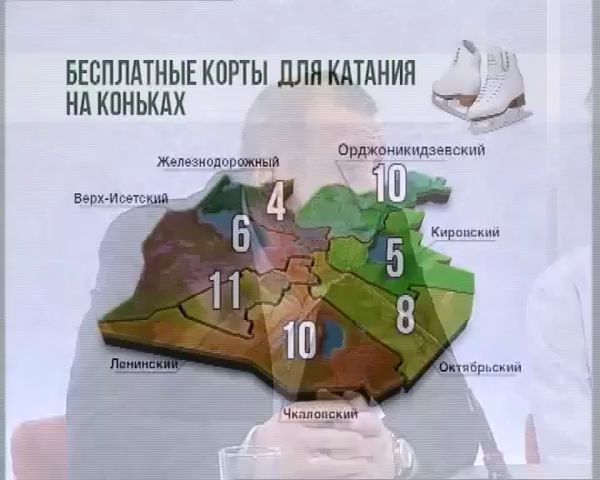 БЕСПЛАТНЫЕ КОРТЫ ДЛЯ КАТАНИЯ
НА КОНЬКАХ
Железнодорожный
Орджоникидзевский
Верх-Исетский
4
10
6
Кировский
5
11
8
10
Ленинский
Октябрьский
Чкаловский